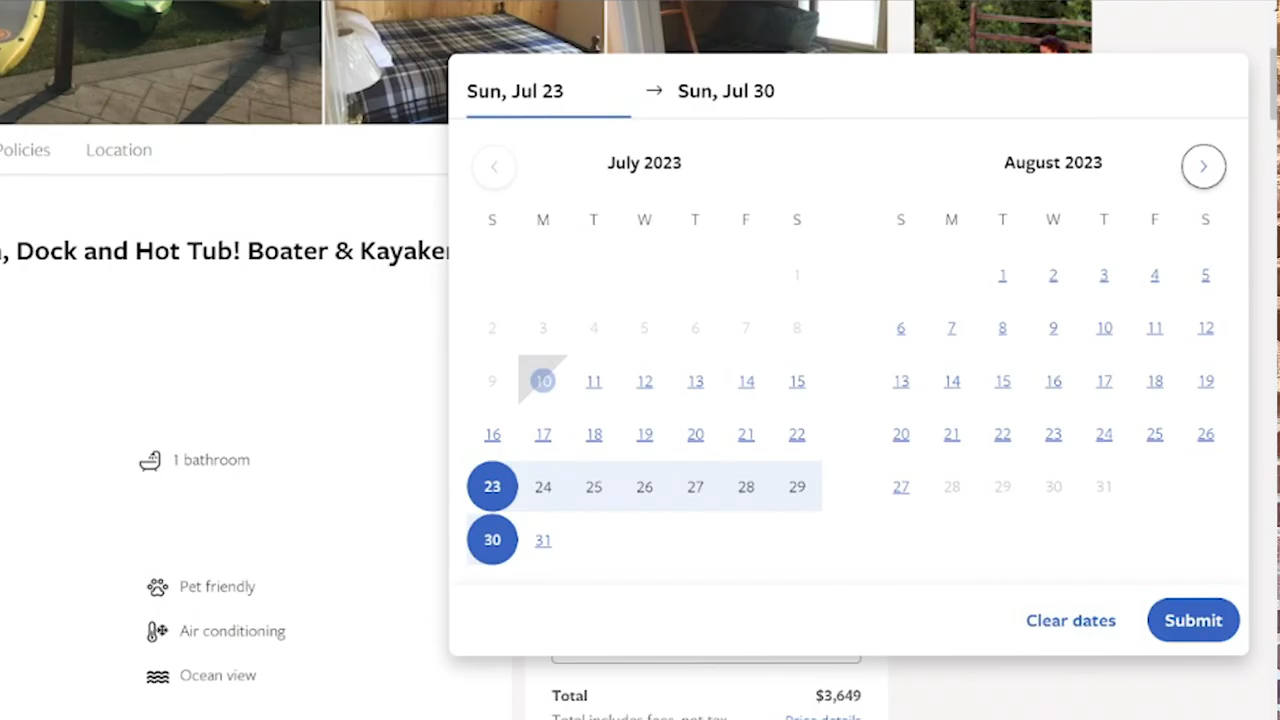 Sun, Jul 23 → Sun, Jul 30
Policies Location
July 2023 August 2023
S M T W T F S S M T W T F S
, Dock and Hot Tub! Boater & Kayaker
1 1 2 3 4 5
2 3 4 5 6 7 8 6 7 8 9 10 11 12
9 10 11 12 13 14 15 13 14 15 16 17 18 19
16 17 18 19 20 21 22 20 21 22 23 24 25 26
1 bathroom
23 24 25 26 27 28 29 27 28 29 30 31
30 31
Pet friendly
Clear dates Submit
Air conditioning
Ocean view
Total $3,649
Total includes fees, not tax Price details